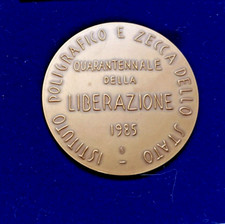 ISTITUTO POLIGRAFICO E ZECCA DELLO STATO
QUARANTENNALE
DELLA
LIBERAZIONE
1985